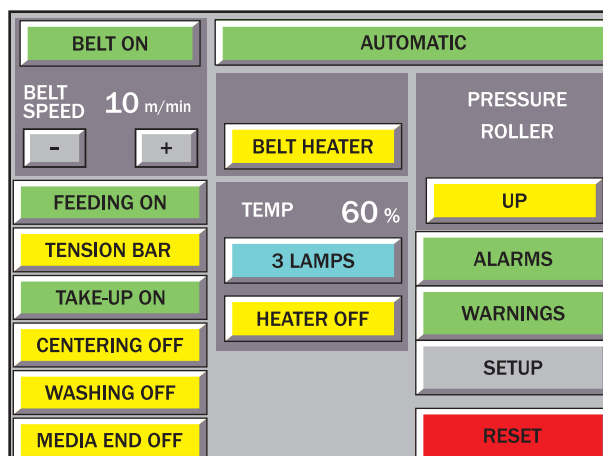 BELT ON
AUTOMATIC
BELT
SPEED
10 m/min
-
+
FEEDING ON
TENSION BAR
TAKE-UP ON
CENTERING OFF
WASHING OFF
MEDIA END OFF
BELT HEATER
TEMP 60 %
3 LAMPS
HEATER OFF
PRESSURE
ROLLER
UP
ALARMS
WARNINGS
SETUP
RESET